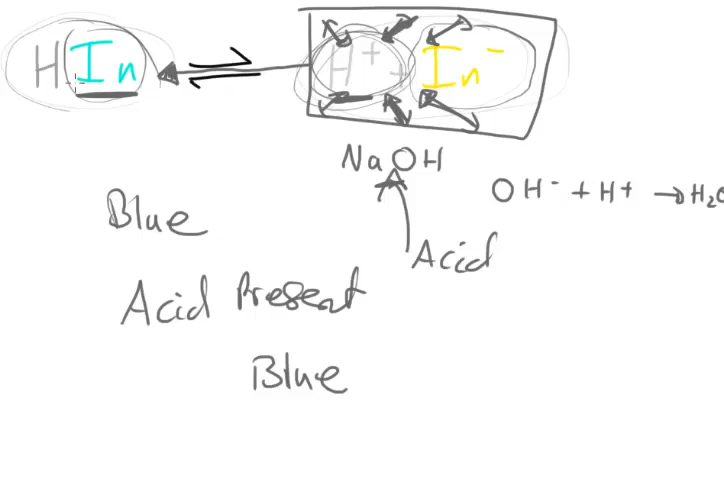 HIn ⇌ H+ + In-
NaOH
OH- + H+ → H2O
Blue
Acid
Acid Present
Blue